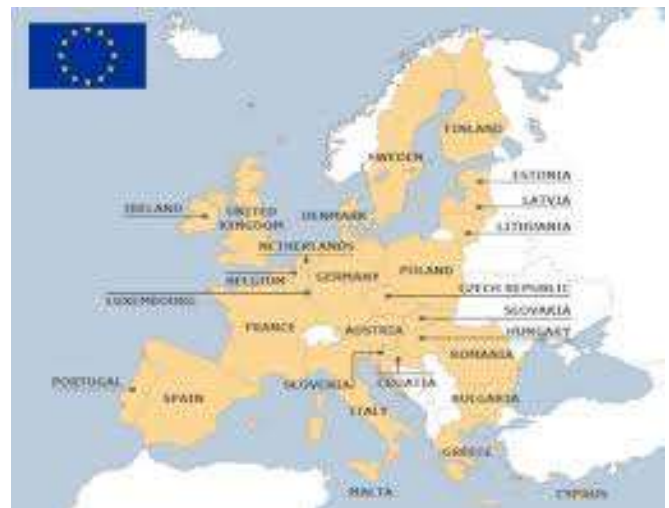 FINLAND
SWEDEN
ESTONIA
LATVIA
LITHUANIA
IRELAND
UNITED
KINGDOM
DENMARK
NETHERLANDS
BELGIUM
GERMANY
POLAND
LUXEMBOURG
CZECH REPUBLIC
SLOVAKIA
HUNGARY
FRANCE
AUSTRIA
ROMANIA
PORTUGAL
SPAIN
SLOVENIA
CROATIA
ITALY
BULGARIA
GREECE
MALTA
CYPRUS